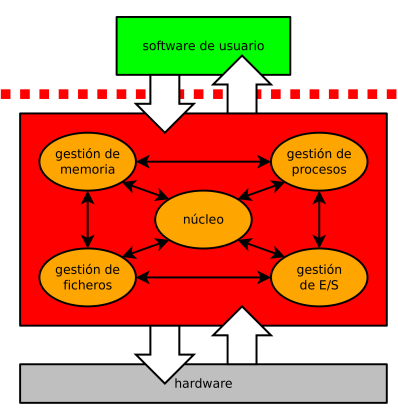 software de usuario
gestión de
memoria
gestión de
procesos
núcleo
gestión de
ficheros
gestión
de E/S
hardware